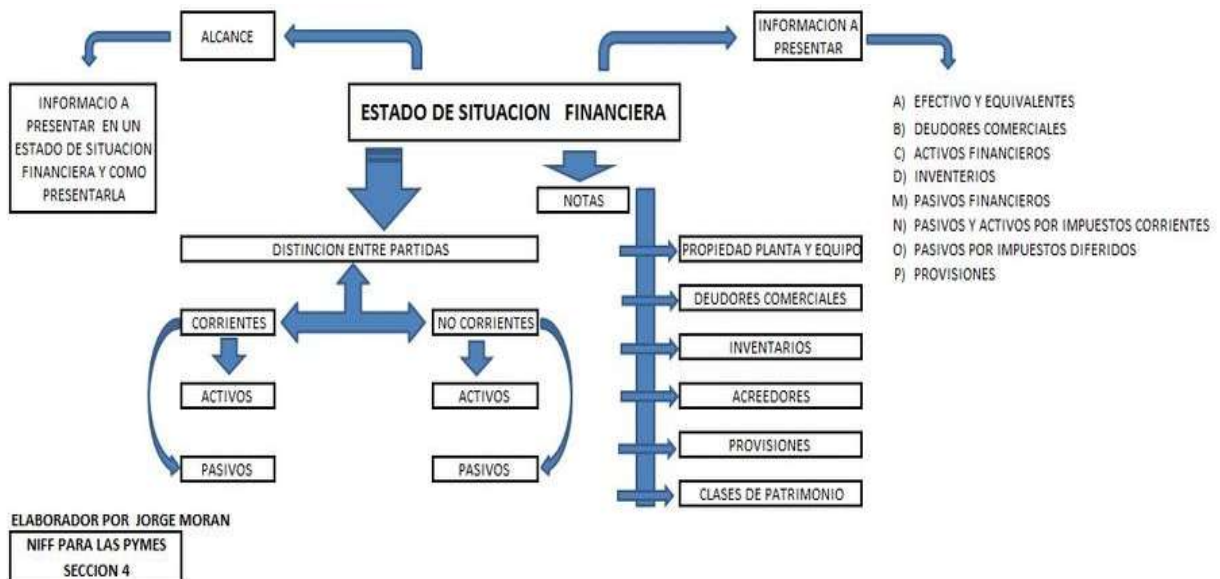 ALCANCE
INFORMACION A
PRESENTAR
INFORMACIO A
PRESENTAR EN UN
ESTADO DE SITUACION
FINANCIERA Y COMO
PRESENTARLA
ESTADO DE SITUACION FINANCIERA
A) EFECTIVO Y EQUIVALENTES
B) DEUDORES COMERCIALES
C) ACTIVOS FINANCIEROS
D) INVENTERIOS
M) PASIVOS FINANCIEROS
N) PASIVOS Y ACTIVOS POR IMPUESTOS CORRIENTES
O) PASIVOS POR IMPUESTOS DIFERIDOS
P) PROVISIONES
NOTAS
DISTINCION ENTRE PARTIDAS
PROPIEDAD PLANTA Y EQUIPO
DEUDORES COMERCIALES
INVENTARIOS
ACREEDORES
PROVISIONES
CLASES DE PATRIMONIO
CORRIENTES
NO CORRIENTES
ACTIVOS
ACTIVOS
PASIVOS
PASIVOS
ELABORADOR POR JORGE MORAN
NIFF PARA LAS PYMES
SECCION 4